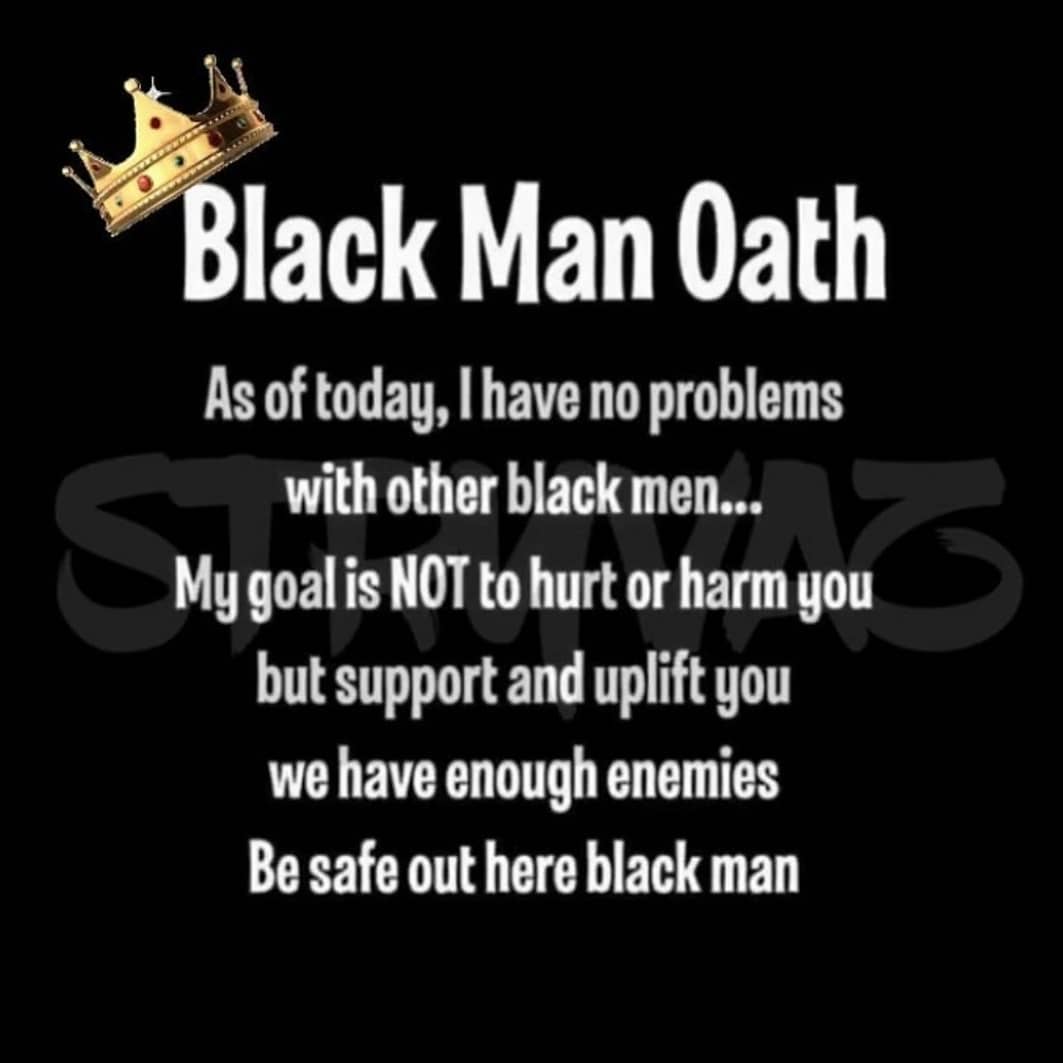 Black Man Oath
As of today, I have no problems
with other black men...
My goal is NOT to hurt or harm you
but support and uplift you
we have enough enemies
Be safe out here black man